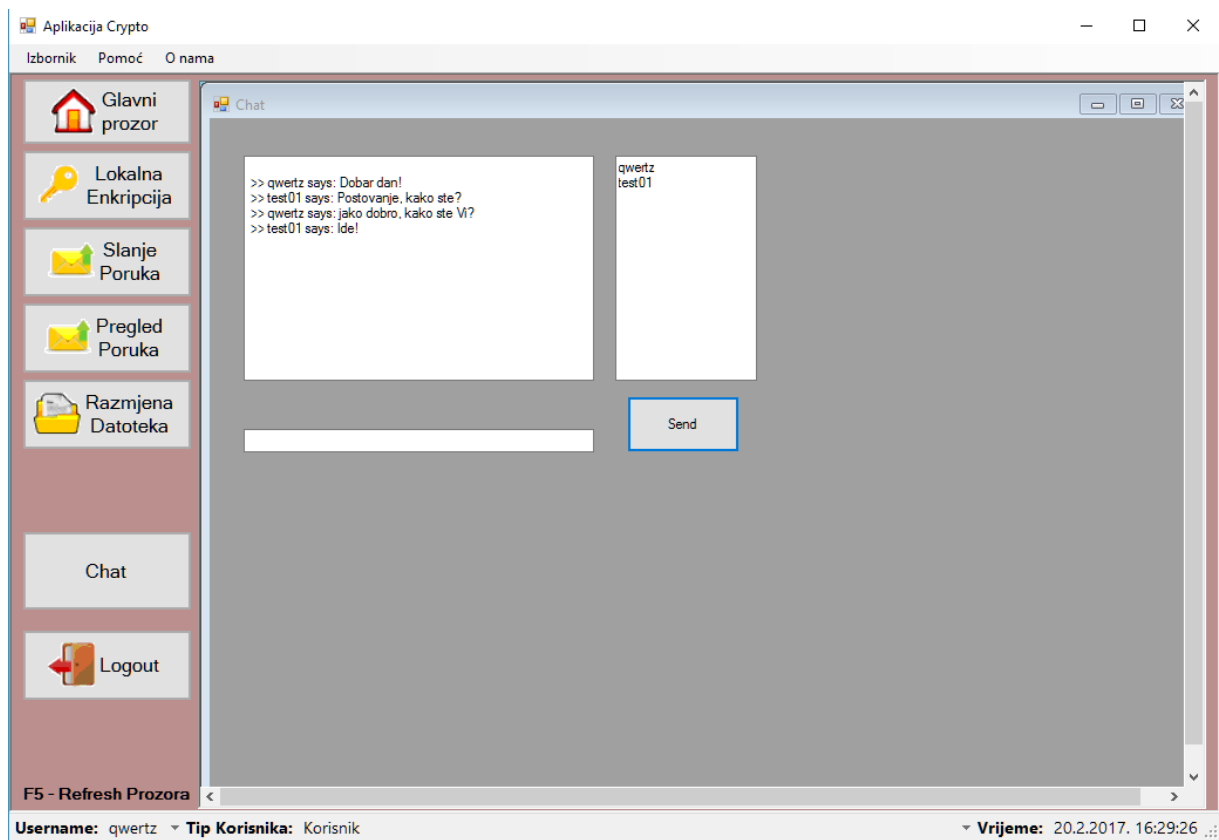 Aplikacija Crypto
Izbornik Pomoć O nama
Glavni
prozor
Lokalna
Enkripcija
Slanje
Poruka
Pregled
Poruka
Razmjena
Datoteka
Chat
Logout
F5 - Refresh Prozora
Chat
>> qwertz says: Dobar dan!
>> test01 says: Postovanje, kako ste?
>> qwertz says: jako dobro, kako ste Vi?
>> test01 says: Ide!
qwertz
test01
Send
Username: qwertz Tip Korisnika: Korisnik Vrijeme: 20.2.2017. 16:29:26